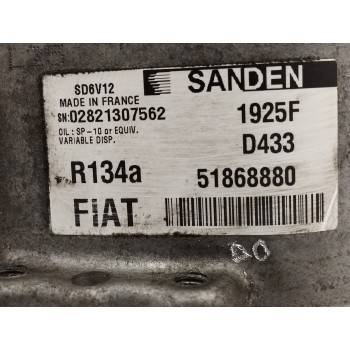 SD6V12
MADE IN FRANCE
SN:02821307562
OIL: SP-10 or EQUIV.
VARIABLE DISP.
R134a
FIAT
SANDEN
1925F
D433
51868880